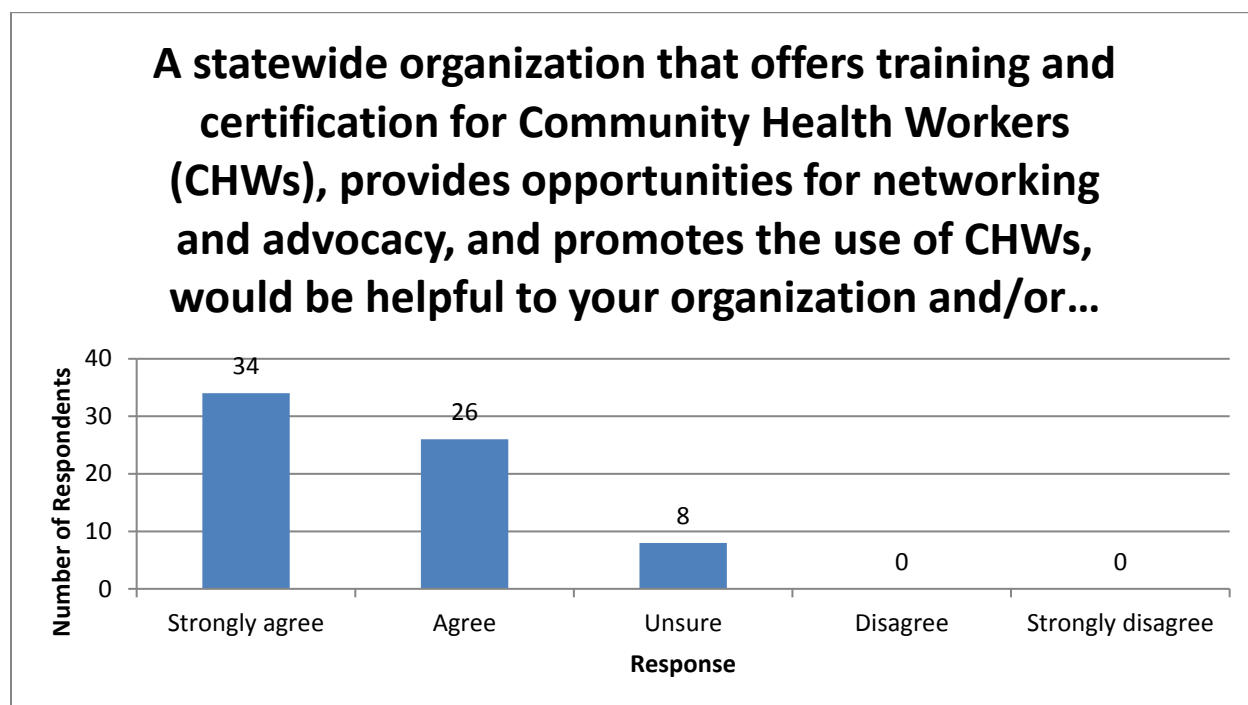 A statewide organization that offers training and
certification for Community Health Workers
(CHWs), provides opportunities for networking
and advocacy, and promotes the use of CHWs,
would be helpful to your organization and/or…
Number of Respondents
40
30
20
10
0
34
26
8
0
0
Strongly agree
Agree
Unsure
Disagree
Strongly disagree
Response